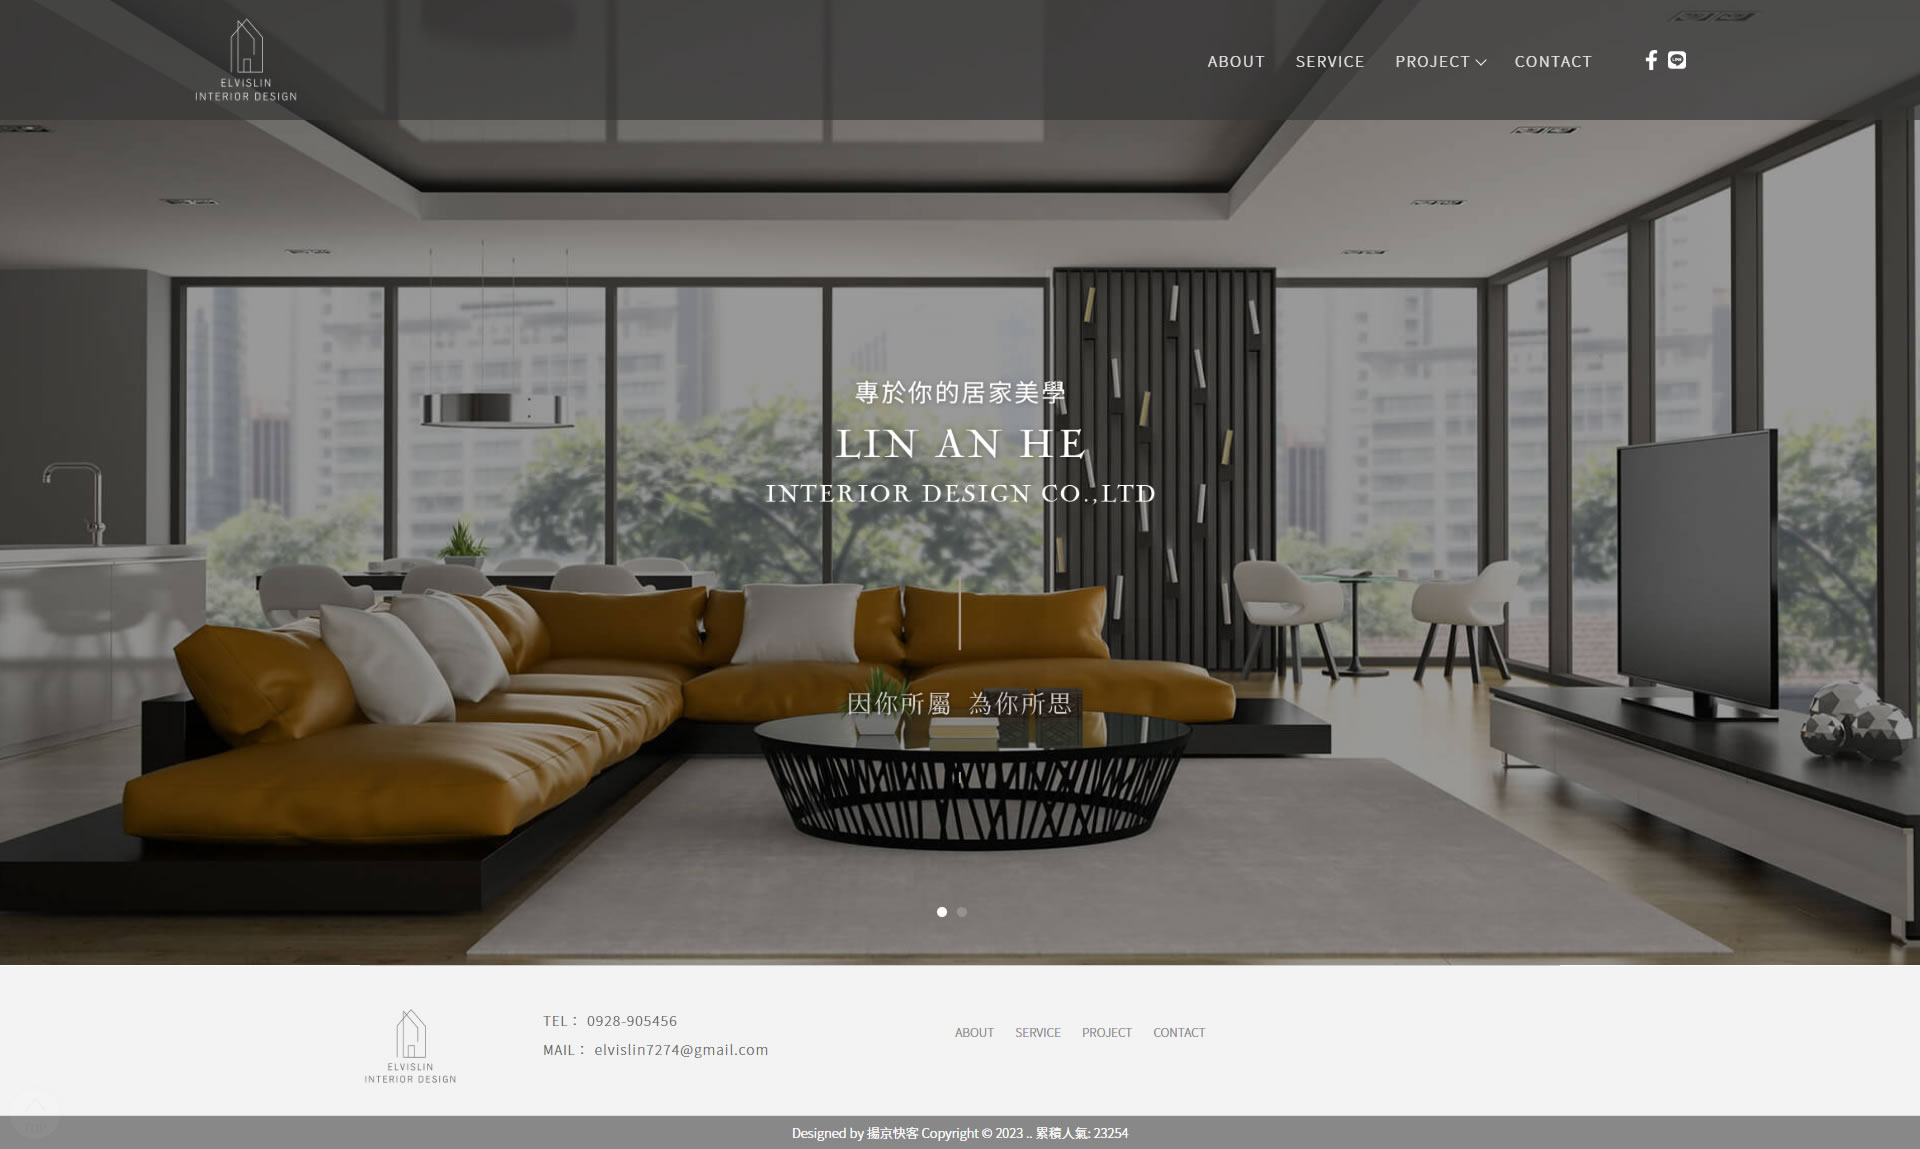 ELVISLIN
INTERIOR DESIGN
ABOUT
SERVICE
PROJECT
CONTACT
專於你的居家美學
LIN AN HE
INTERIOR DESIGN CO.,LTD
因你所屬 為你所思
ELVISLIN
INTERIOR DESIGN
TEL： 0928-905456
MAIL： elvislin7274@gmail.com
ABOUT
SERVICE
PROJECT
CONTACT
TOP
Designed by 揚京快客 Copyright © 2023 .. 累積人氣: 23254